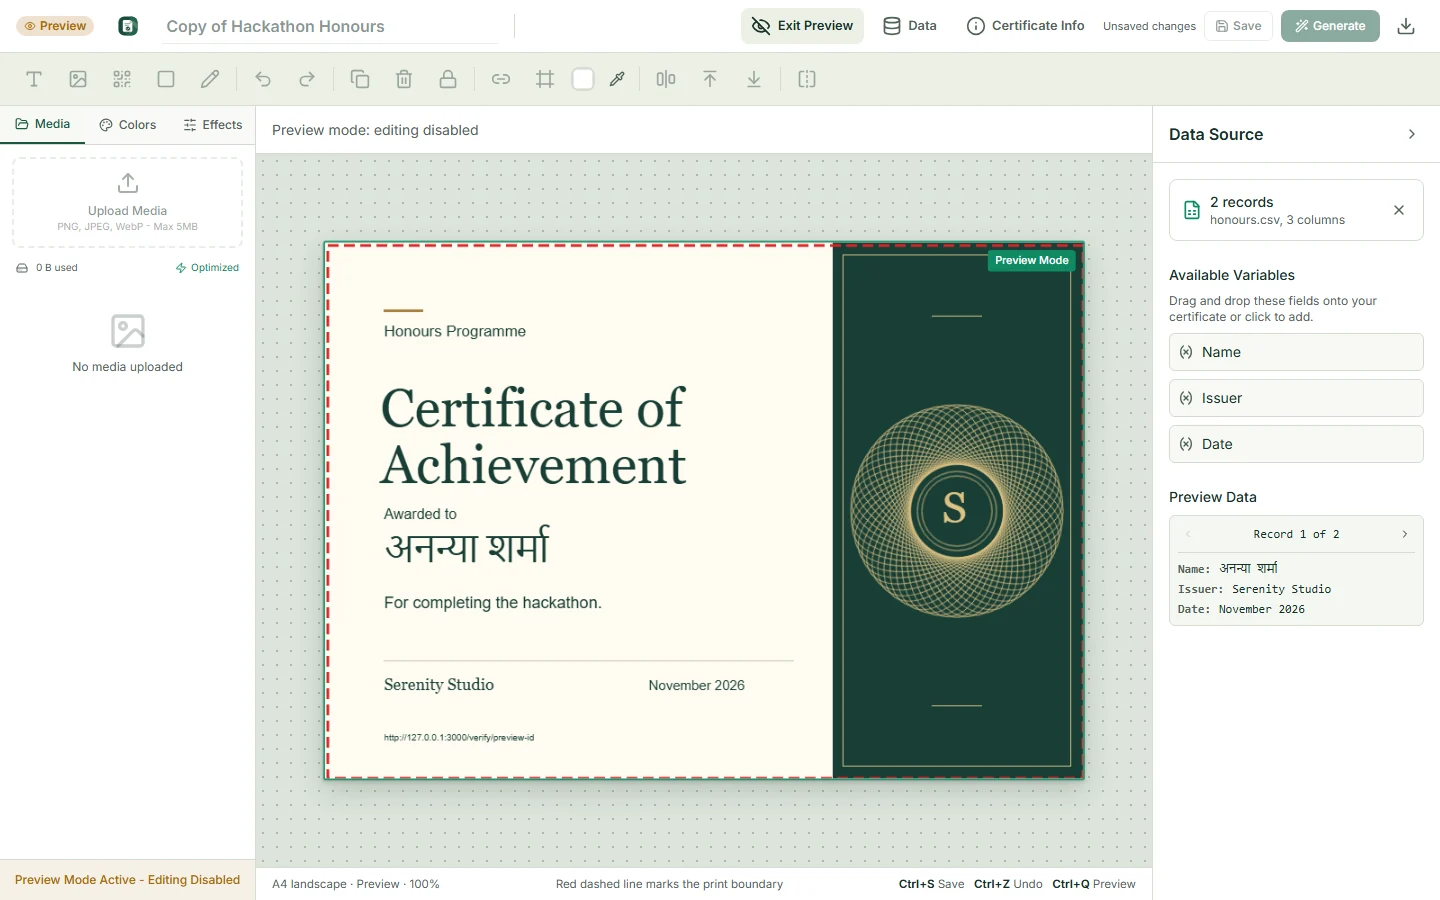 Preview
Copy of Hackathon Honours
Exit Preview
Data
Certificate Info
Unsaved changes
Save
Generate
Media
Colors
Effects
Preview mode: editing disabled
Upload Media
PNG, JPEG, WebP - Max 5MB
0 B used
Optimized
No media uploaded
Preview Mode Active - Editing Disabled
Preview Mode
Honours Programme
Certificate of
Achievement
Awarded to
अनन्या शर्मा
For completing the hackathon.
Serenity Studio
November 2026
http://127.0.0.1:3000/verify/preview-id
S
A4 landscape · Preview · 100%
Red dashed line marks the print boundary
Ctrl+S Save Ctrl+Z Undo Ctrl+Q Preview
Data Source
2 records
honours.csv, 3 columns
Available Variables
Drag and drop these fields onto your
certificate or click to add.
(x) Name
(x) Issuer
(x) Date
Preview Data
Record 1 of 2
Name: अनन्या शर्मा
Issuer: Serenity Studio
Date: November 2026